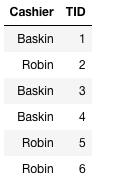 Cashier TID
Baskin 1
Robin 2
Baskin 3
Baskin 4
Robin 5
Robin 6